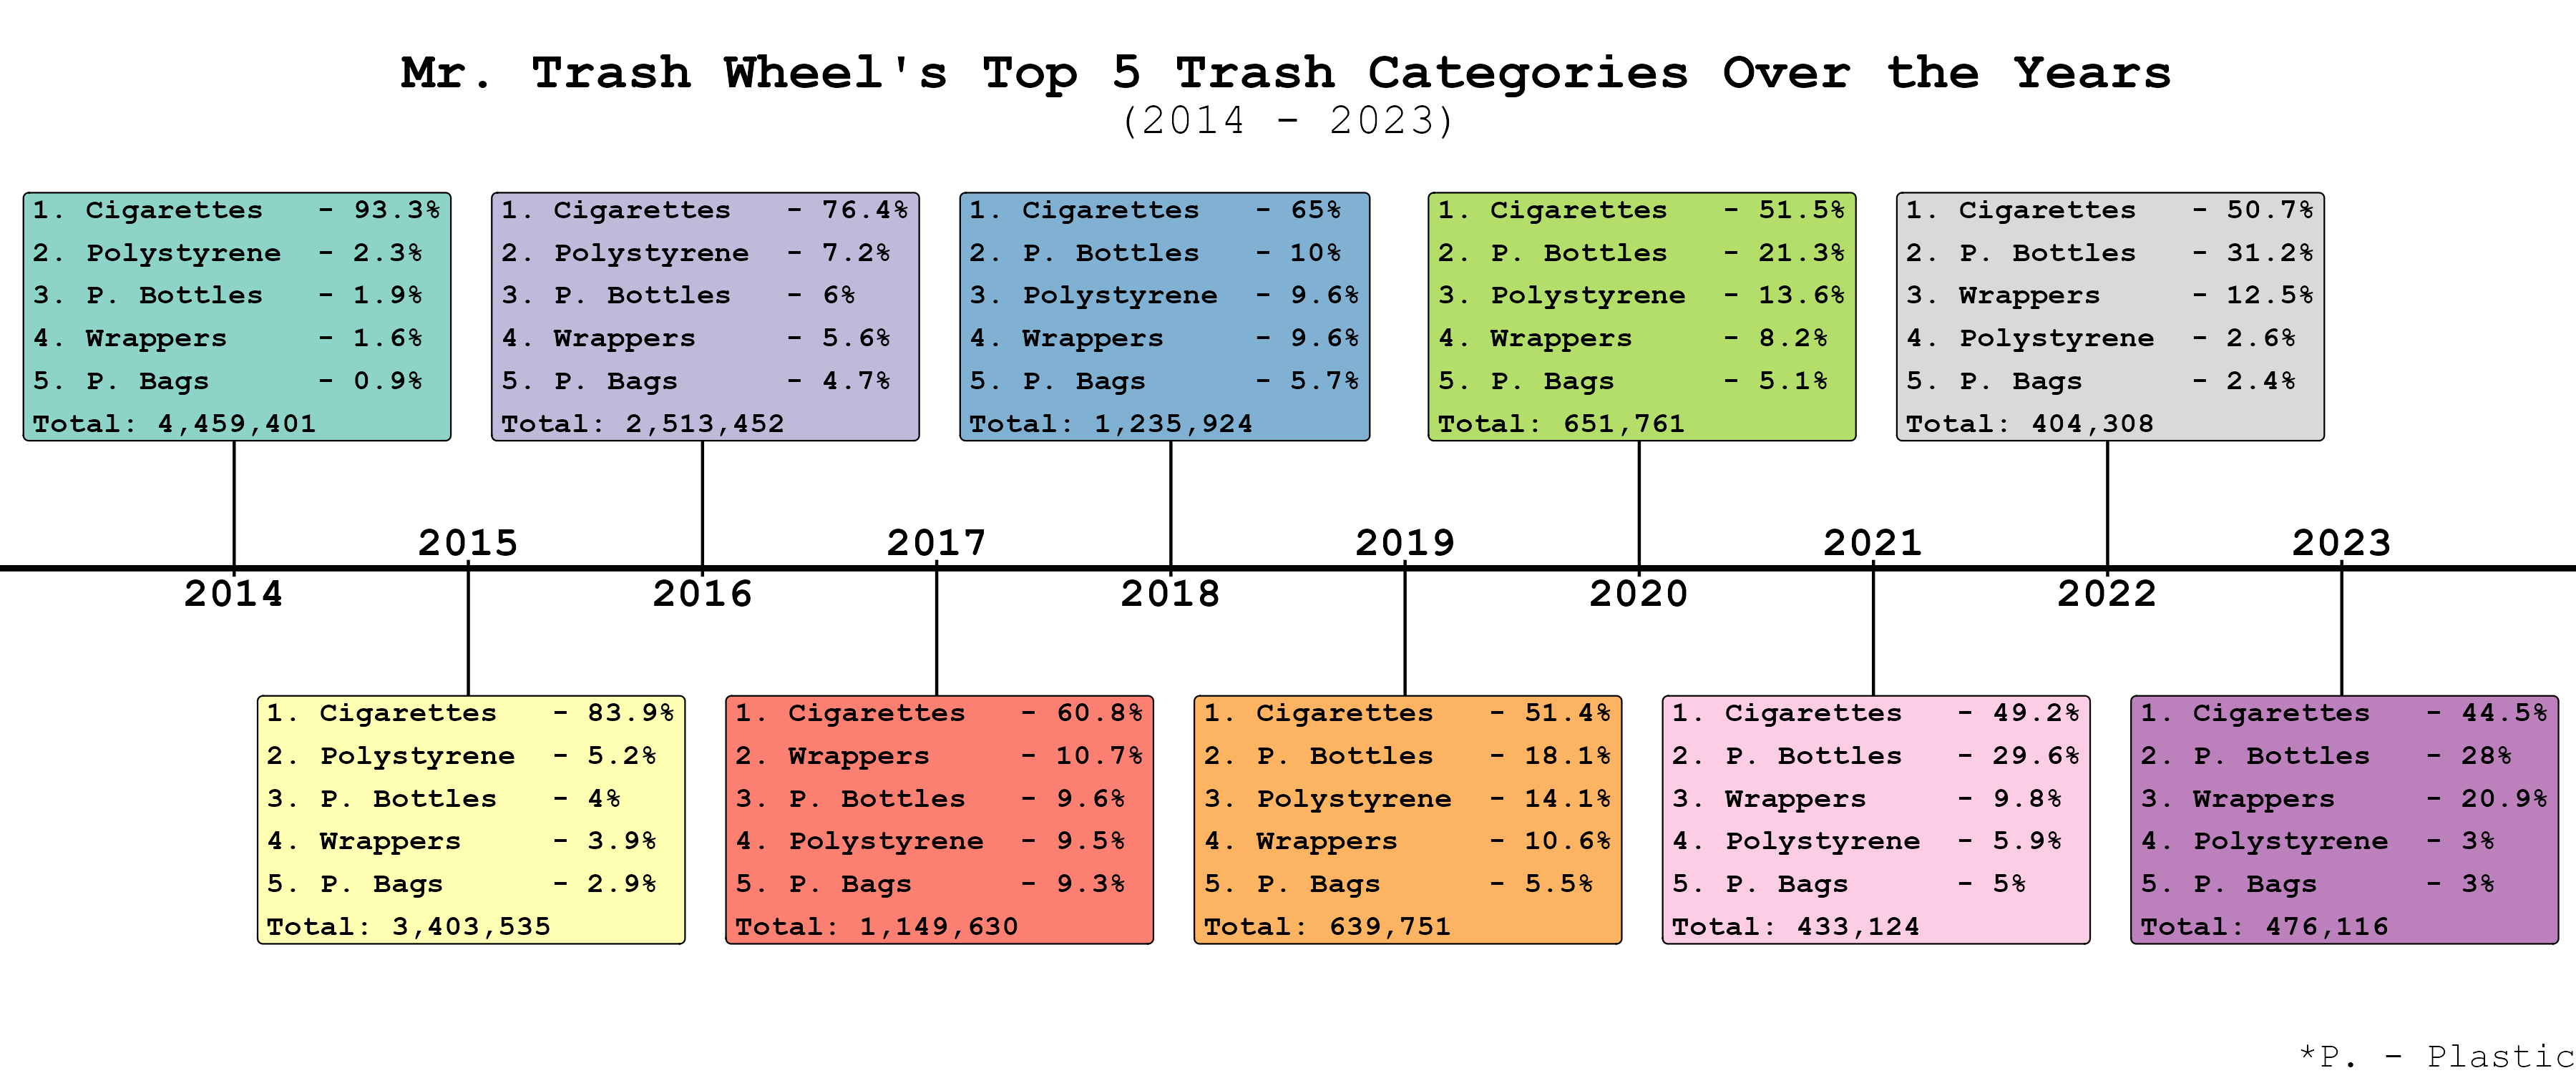 Mr. Trash Wheel's Top 5 Trash Categories Over the Years
(2014 - 2023)
1. Cigarettes - 93.3%
2. Polystyrene - 2.3%
3. P. Bottles - 1.9%
4. Wrappers - 1.6%
5. P. Bags - 0.9%
Total: 4,459,401
1. Cigarettes - 76.4%
2. Polystyrene - 7.2%
3. P. Bottles - 6%
4. Wrappers - 5.6%
5. P. Bags - 4.7%
Total: 2,513,452
1. Cigarettes - 65%
2. P. Bottles - 10%
3. Polystyrene - 9.6%
4. Wrappers - 9.6%
5. P. Bags - 5.7%
Total: 1,235,924
1. Cigarettes - 51.5%
2. P. Bottles - 21.3%
3. Polystyrene - 13.6%
4. Wrappers - 8.2%
5. P. Bags - 5.1%
Total: 651,761
1. Cigarettes - 50.7%
2. P. Bottles - 31.2%
3. Wrappers - 12.5%
4. Polystyrene - 2.6%
5. P. Bags - 2.4%
Total: 404,308
2015 2017 2019 2021 2023
2014 2016 2018 2020 2022
1. Cigarettes - 83.9%
2. Polystyrene - 5.2%
3. P. Bottles - 4%
4. Wrappers - 3.9%
5. P. Bags - 2.9%
Total: 3,403,535
1. Cigarettes - 60.8%
2. Wrappers - 10.7%
3. P. Bottles - 9.6%
4. Polystyrene - 9.5%
5. P. Bags - 9.3%
Total: 1,149,630
1. Cigarettes - 51.4%
2. P. Bottles - 18.1%
3. Polystyrene - 14.1%
4. Wrappers - 10.6%
5. P. Bags - 5.5%
Total: 639,751
1. Cigarettes - 49.2%
2. P. Bottles - 29.6%
3. Wrappers - 9.8%
4. Polystyrene - 5.9%
5. P. Bags - 5%
Total: 433,124
1. Cigarettes - 44.5%
2. P. Bottles - 28%
3. Wrappers - 20.9%
4. Polystyrene - 3%
5. P. Bags - 3%
Total: 476,116
*P. - Plastic